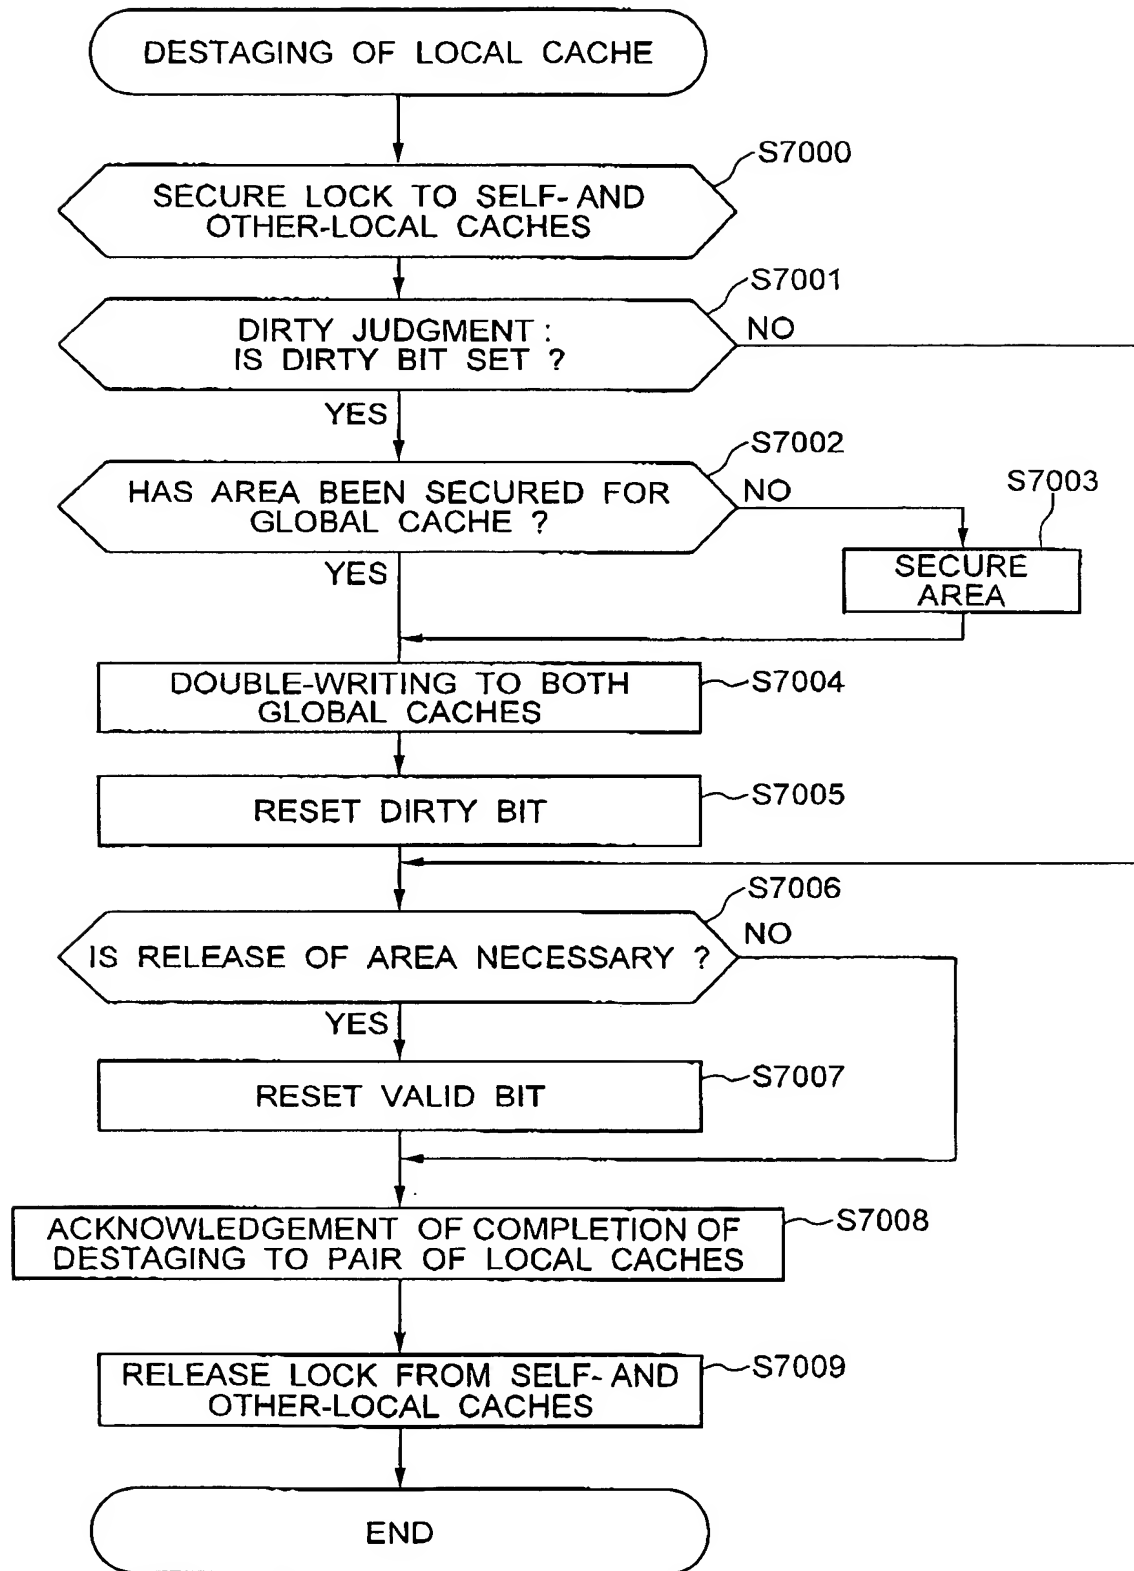 DESTAGING OF LOCAL CACHE
S7000
SECURE LOCK TO SELF- AND
OTHER-LOCAL CACHES
S7001
DIRTY JUDGMENT :
IS DIRTY BIT SET ?
NO
YES
S7002
HAS AREA BEEN SECURED FOR
GLOBAL CACHE ?
NO
S7003
SECURE
AREA
YES
DOUBLE-WRITING TO BOTH
GLOBAL CACHES
S7004
RESET DIRTY BIT
S7005
S7006
IS RELEASE OF AREA NECESSARY ?
NO
YES
RESET VALID BIT
S7007
ACKNOWLEDGEMENT OF COMPLETION OF
DESTAGING TO PAIR OF LOCAL CACHES
S7008
RELEASE LOCK FROM SELF- AND
OTHER-LOCAL CACHES
S7009
END